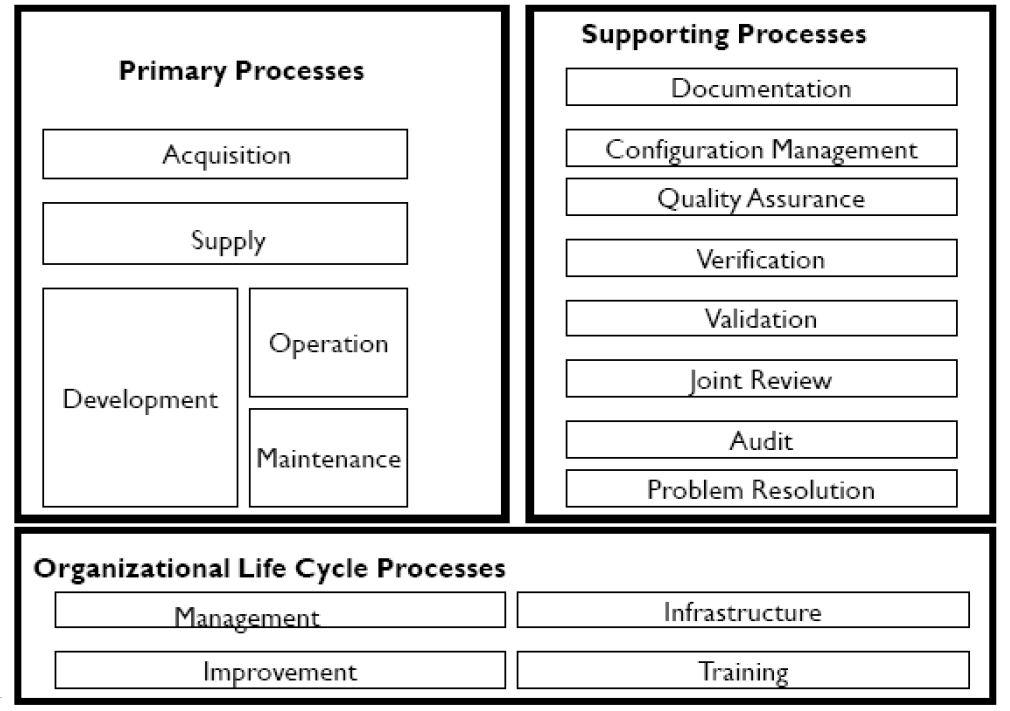 Primary Processes
Acquisition
Supply
Development
Operation
Maintenance
Supporting Processes
Documentation
Configuration Management
Quality Assurance
Verification
Validation
Joint Review
Audit
Problem Resolution
Organizational Life Cycle Processes
Management
Infrastructure
Improvement
Training